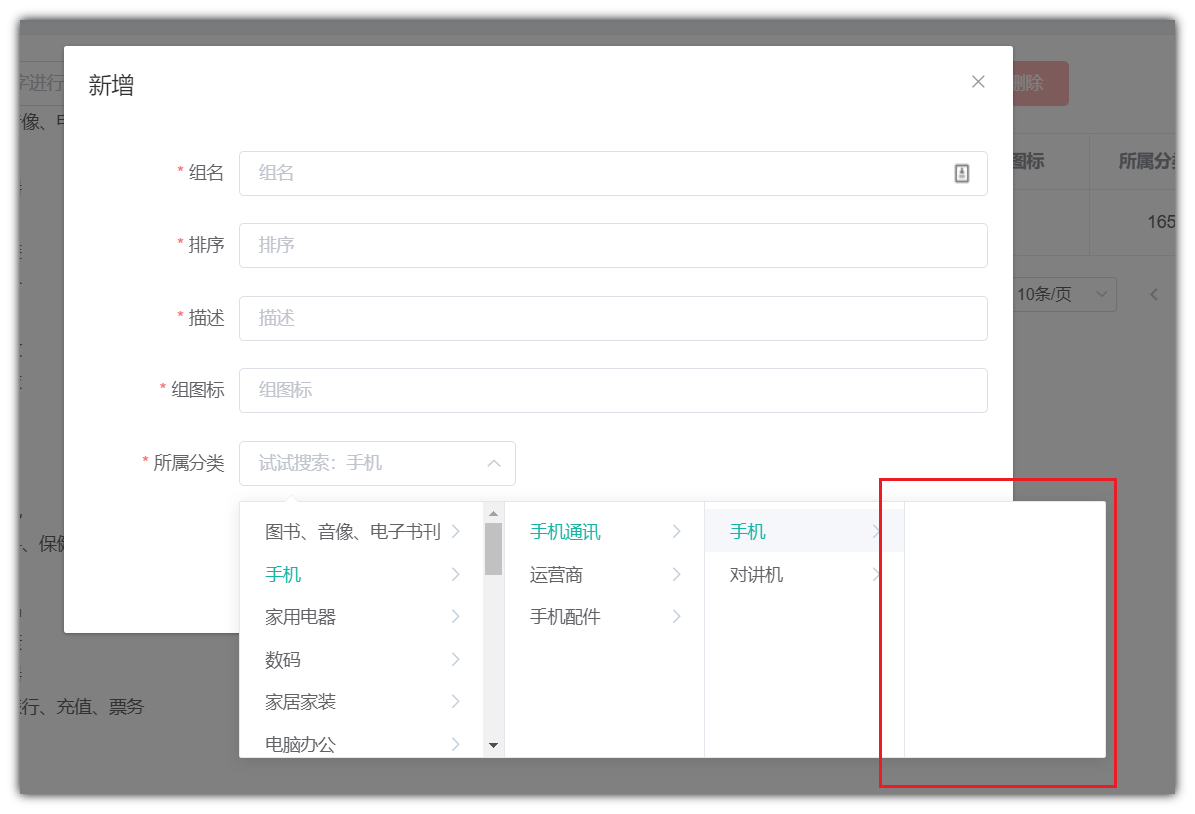 新增
字进行
删除
像、电
图标
所属分类
* 组名
组名
* 排序
排序
165
* 描述
描述
10条/页
* 组图标
组图标
* 所属分类
试试搜索：手机
图书、音像、电子书刊
手机通讯
手机
、保健
手机
运营商
对讲机
家用电器
手机配件
数码
家居家装
行、充值、票务
电脑办公